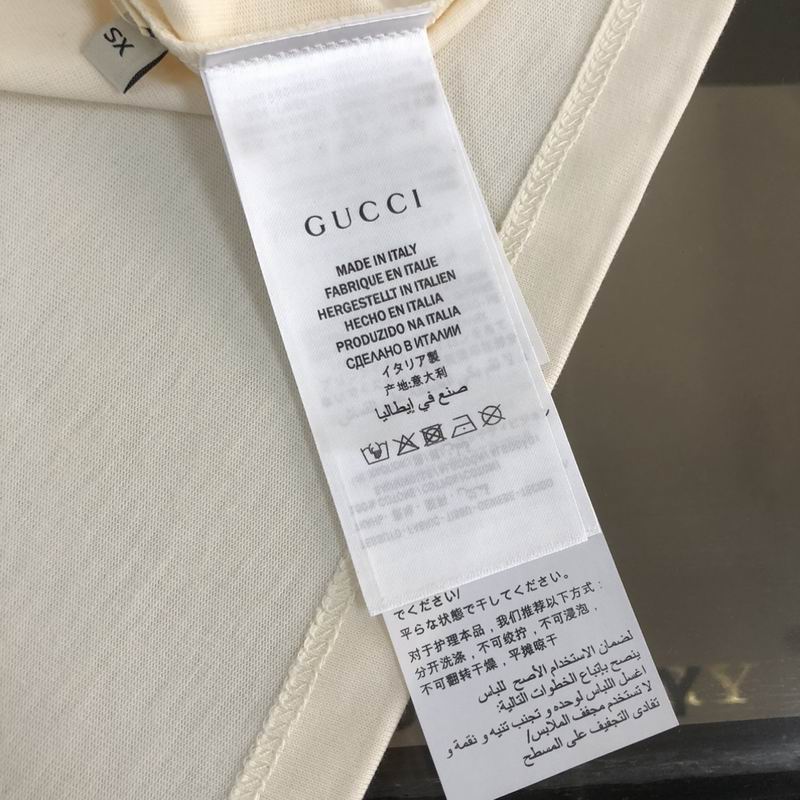 XS
GUCCI
MADE IN ITALY
FABRIQUE EN ITALIE
HERGESTELLT IN ITALIEN
HECHO EN ITALIA
PRODUZIDO NA ITALIA
СДЕЛАНО В ИТАЛИИ
イタリア製
产地:意大利
صنع في إيطاليا
でください/
平らな状態で干してください。
对于护理本品，我们推荐以下方式：
分开洗涤，不可绞拧，不可浸泡，
不可翻转干燥，平摊晾干
لضمان الاستخدام الأصح للباس
ينصح بإتباع الخطوات التالية:
اغسل اللباس لوحده و تجنب تنيه و نقعة و
لا تستخدم مجفف الملابس/
تفادى التجفيف على المسطح